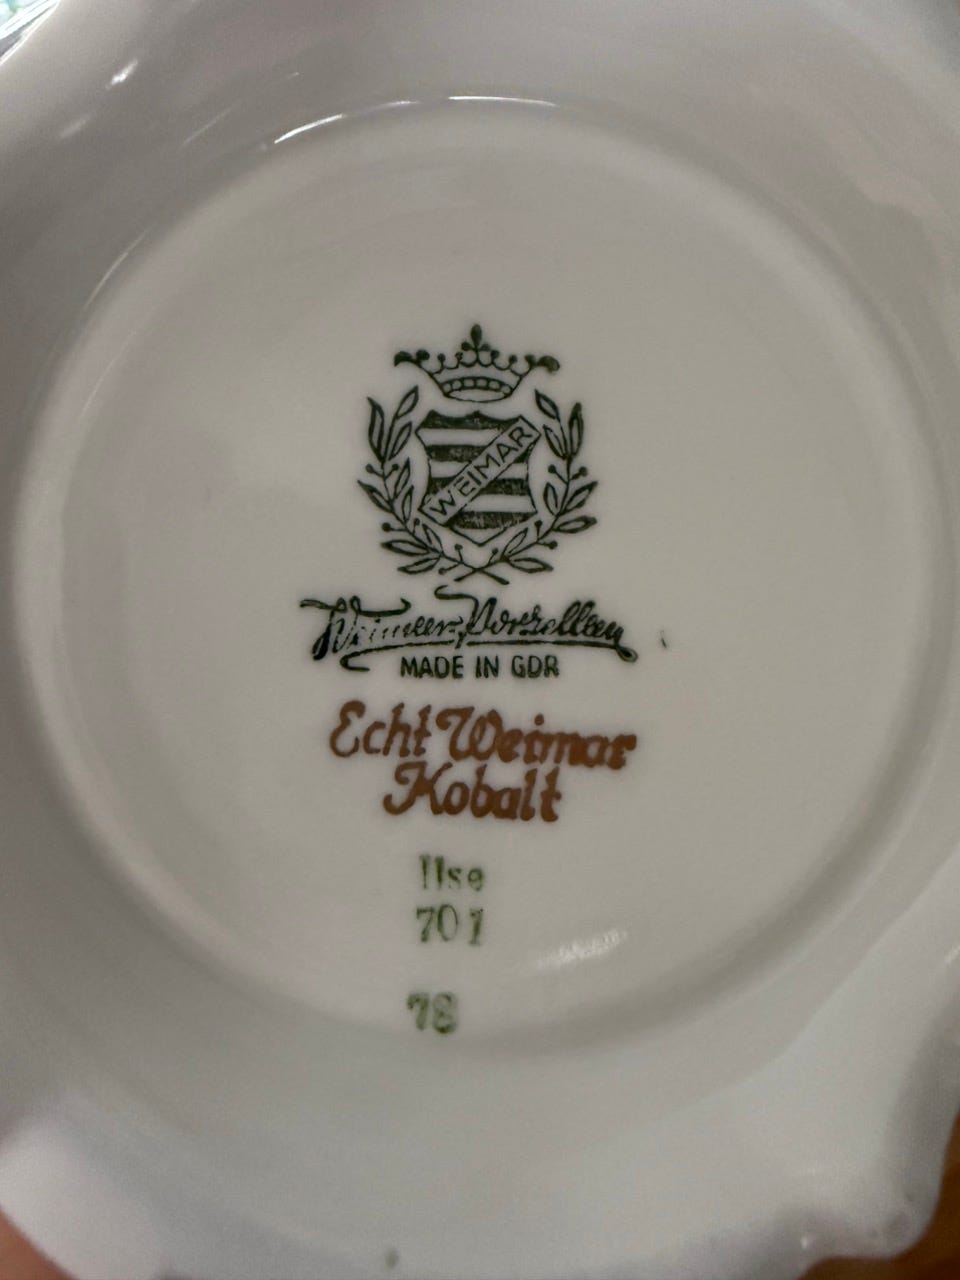 WEIMAR
Weimar Porzellan
MADE IN GDR
Echt Weimar
Kobalt
Ilse
701
78